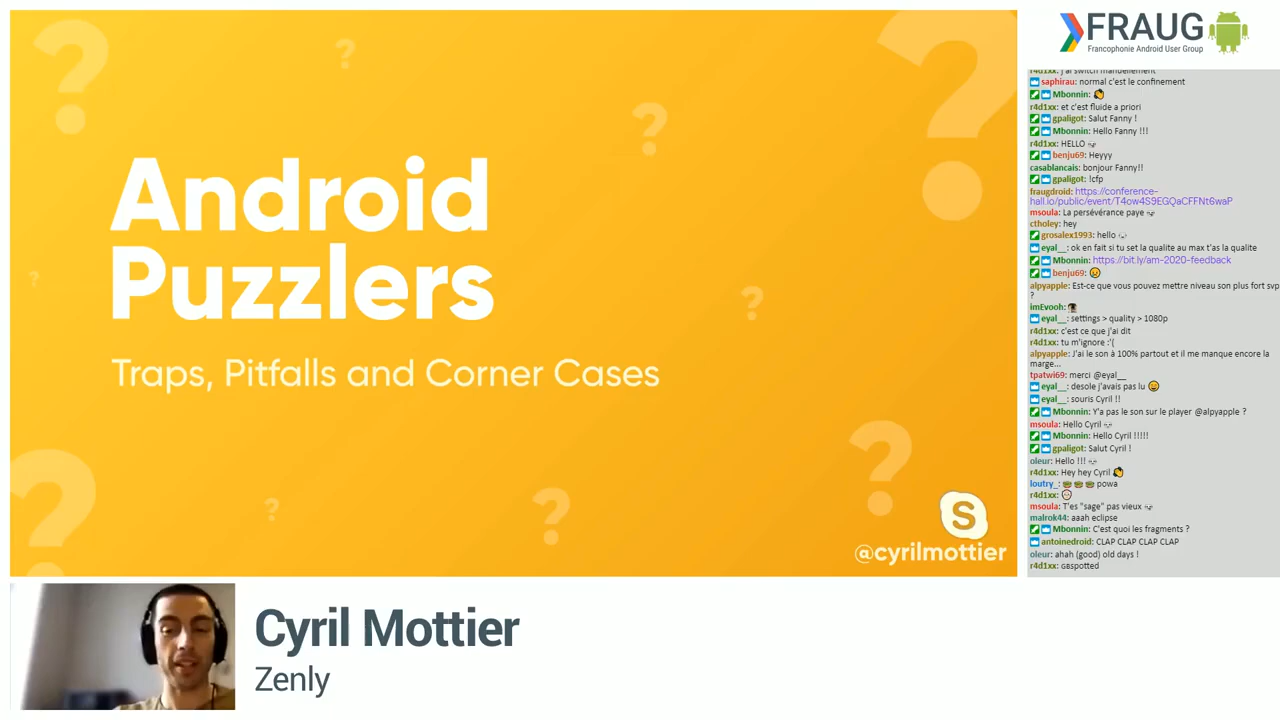 Android
Puzzlers
Traps, Pitfalls and Corner Cases
S
@cyrilmottier
Cyril Mottier
Zenly
FRAUG
Francophonie Android User Group
r4d1xx: j'ai switch manuellement
saphirau: normal c'est le confinement
Mbonnin:
r4d1xx: et c'est fluide a priori
gpaligot: Salut Fanny !
Mbonnin: Hello Fanny !!!
r4d1xx: HELLO
benju69: Heyyy
casablancais: bonjour Fanny!!
gpaligot: !cfp
fraugdroid: https://conference-
hall.io/public/event/T4ow4S9EGQaCFFNt6waP
msoula: La persévérance paye
ctholey: hey
grosalex1993: hello
eyal__: ok en fait si tu set la qualite au max t'as la qualite
Mbonnin: https://bit.ly/am-2020-feedback
benju69:
alpyapple: Est-ce que vous pouvez mettre niveau son plus fort svp
?
imEvooh:
eyal__: settings > quality > 1080p
r4d1xx: c'est ce que j'ai dit
r4d1xx: tu m'ignore :'(
alpyapple: J'ai le son à 100% partout et il me manque encore la
marge...
tpatwi69: merci @eyal__
eyal__: desole j'avais pas lu
eyal__: souris Cyril !!
Mbonnin: Y'a pas le son sur le player @alpyapple ?
msoula: Hello Cyril
Mbonnin: Hello Cyril !!!!!
gpaligot: Salut Cyril !
oleur: Hello !!!
r4d1xx: Hey hey Cyril
loutry_: powa
r4d1xx:
msoula: T'es "sage" pas vieux
malrok44: aaah eclipse
Mbonnin: C'est quoi les fragments ?
antoinedroid: CLAP CLAP CLAP CLAP
oleur: ahah (good) old days !
r4d1xx: GBspotted